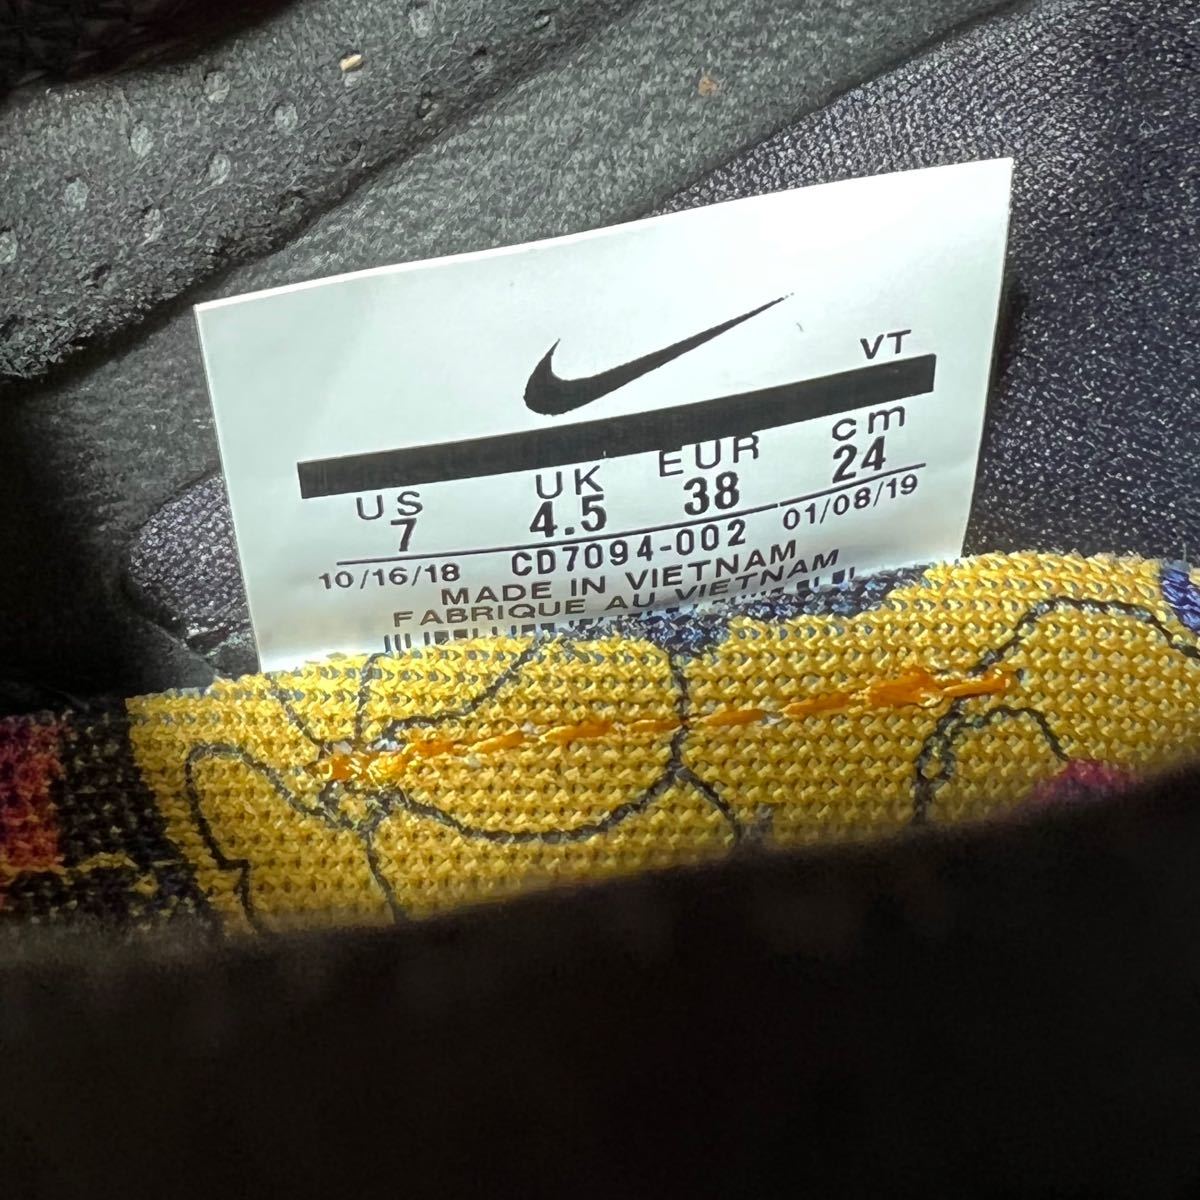 VT
US UK EUR cm
7 4.5 38 24
10/16/18 CD7094-002 01/08/19
MADE IN VIETNAM
FABRIQUE AU VIETNAM